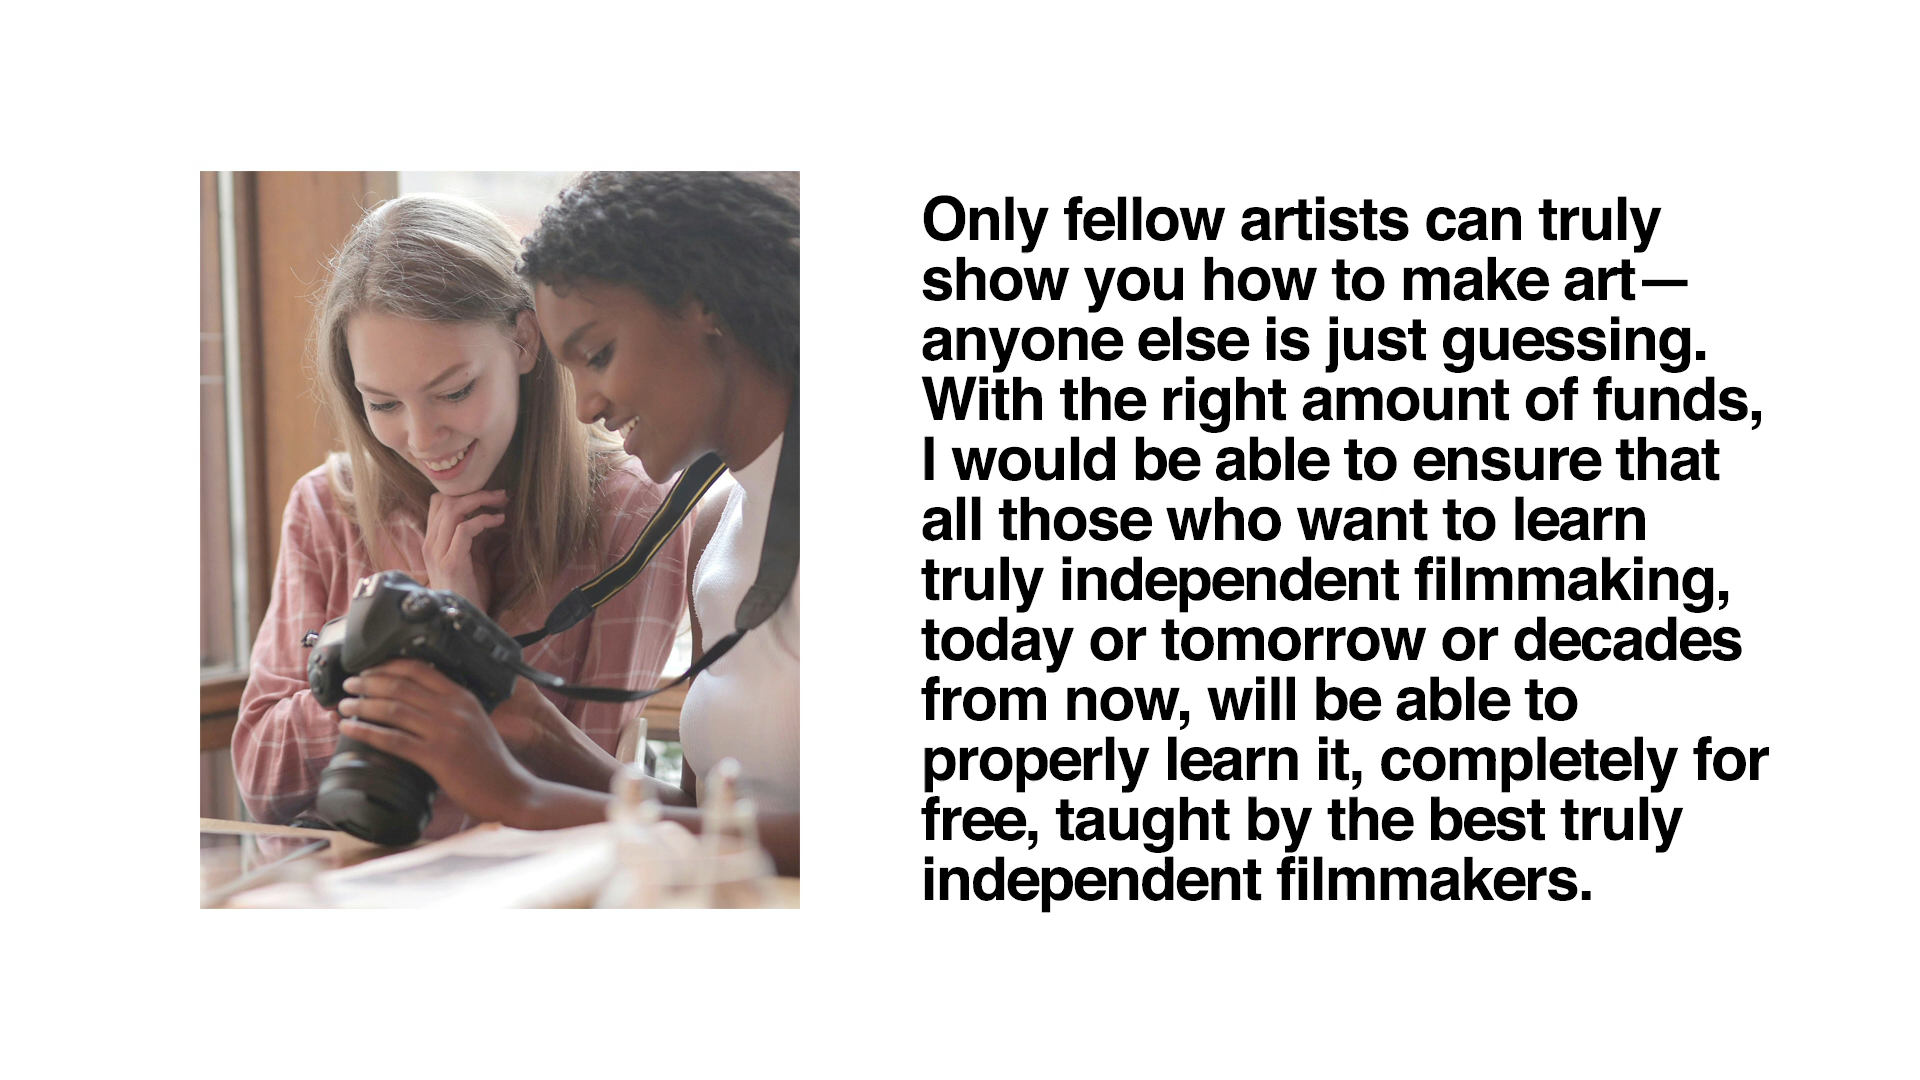 Only fellow artists can truly
show you how to make art—
anyone else is just guessing.
With the right amount of funds,
I would be able to ensure that
all those who want to learn
truly independent filmmaking,
today or tomorrow or decades
from now, will be able to
properly learn it, completely for
free, taught by the best truly
independent filmmakers.